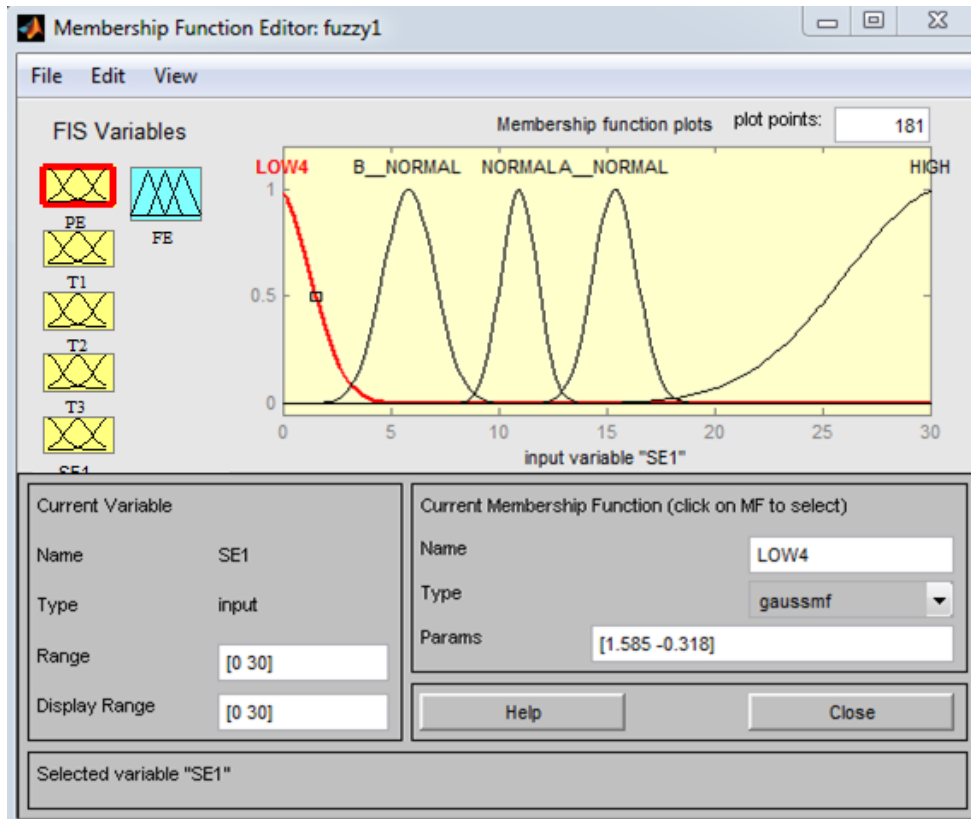 Membership Function Editor: fuzzy1
File Edit View
FIS Variables
Membership function plots plot points: 181
PE
FE
T1
T2
T3
SE1
LOW4 B__NORMAL NORMALA__NORMAL HIGH
1
0.5
0
0 5 10 15 20 25 30
input variable "SE1"
Current Variable
Name SE1
Type input
Range [0 30]
Display Range [0 30]
Current Membership Function (click on MF to select)
Name LOW4
Type gaussmf
Params [1.585 -0.318]
Help Close
Selected variable "SE1"